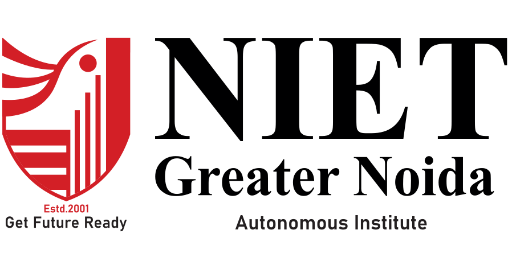 NIET
Greater Noida
Autonomous Institute
Estd.2001
Get Future Ready